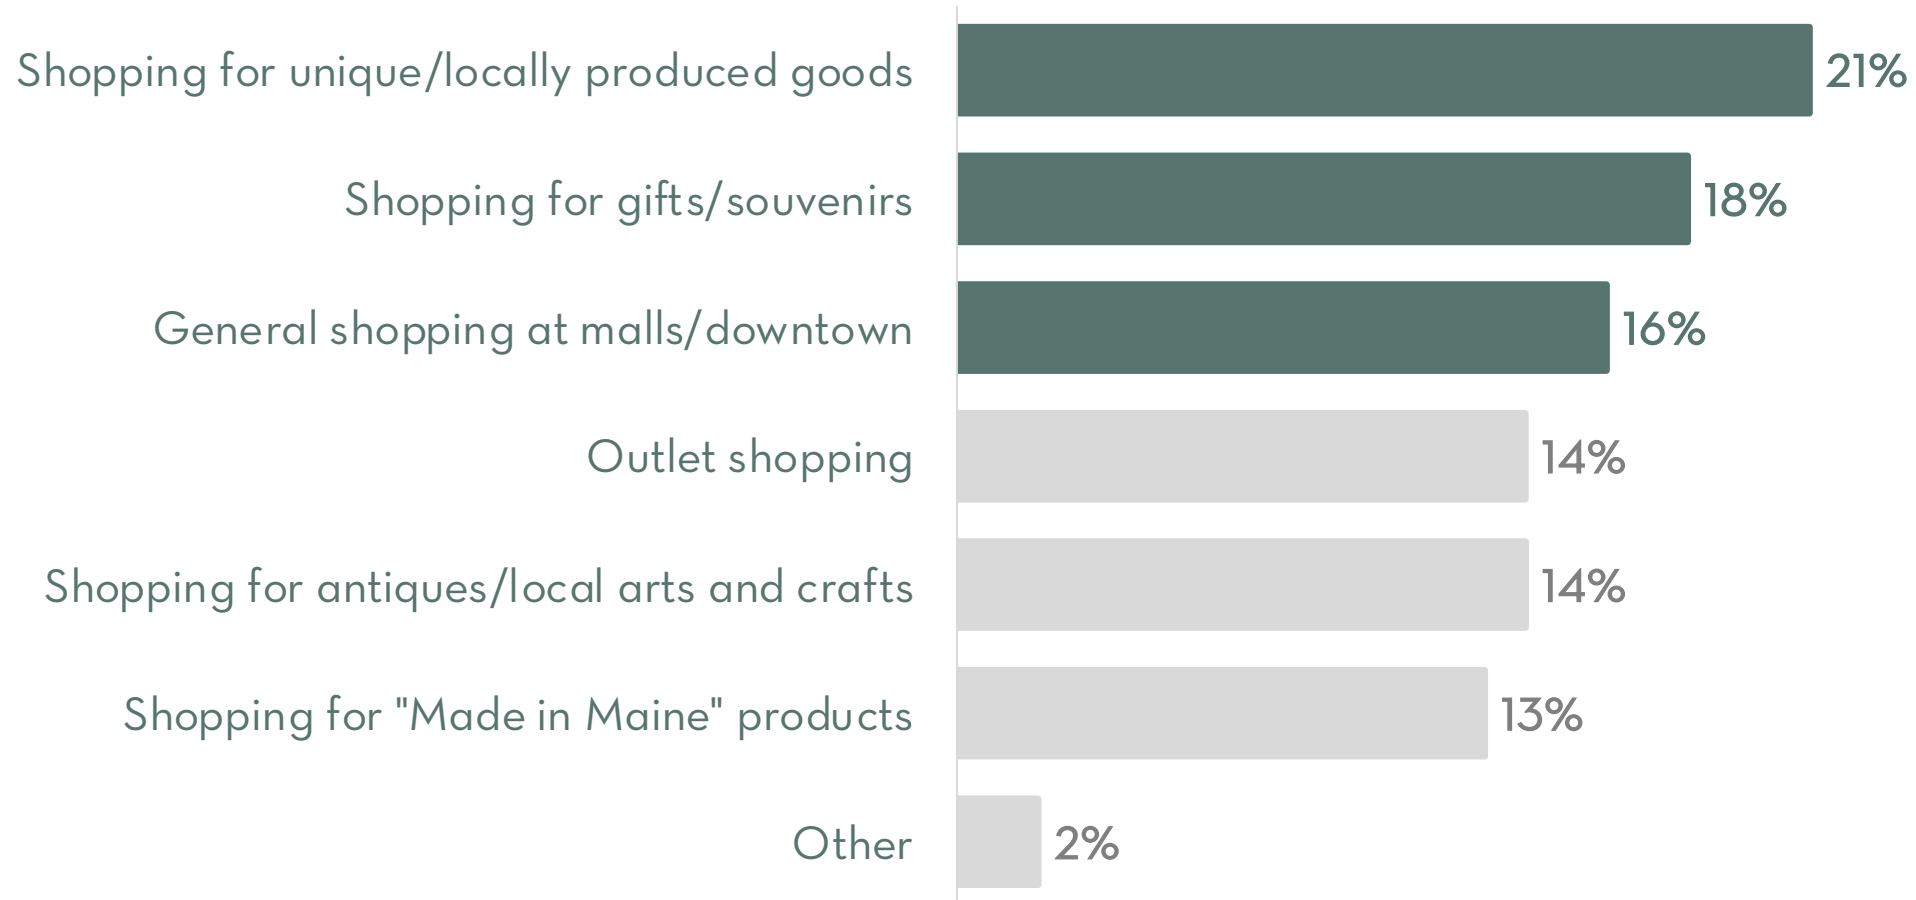 Shopping for unique/locally produced goods 21%
Shopping for gifts/souvenirs 18%
General shopping at malls/downtown 16%
Outlet shopping 14%
Shopping for antiques/local arts and crafts 14%
Shopping for "Made in Maine" products 13%
Other 2%